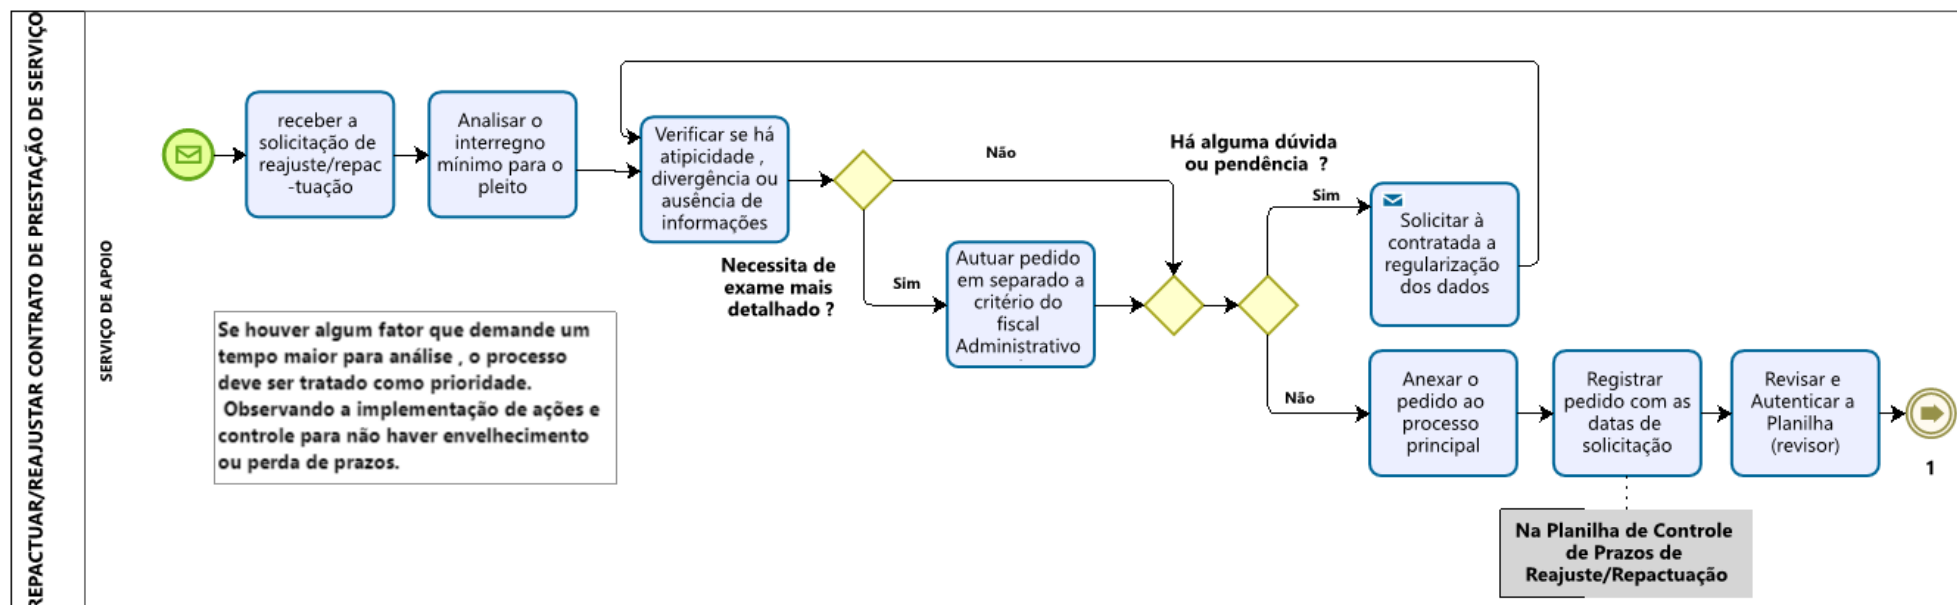 REPACTUAR/REAJUSTAR CONTRATO DE PRESTAÇÃO DE SERVIÇO
SERVIÇO DE APOIO
receber a
solicitação de
reajuste/repac
-tuação
Analisar o
interregno
mínimo para o
pleito
Verificar se há
atipicidade ,
divergência ou
ausência de
informações
Necessita de
exame mais
detalhado ?
Não
Sim
Autuar pedido
em separado a
critério do
fiscal
Administrativo
Há alguma dúvida
ou pendência ?
Sim
Não
Solicitar à
contratada a
regularização
dos dados
Anexar o
pedido ao
processo
principal
Registrar
pedido com as
datas de
solicitação
Revisar e
Autenticar a
Planilha
(revisor)
1
Na Planilha de Controle
de Prazos de
Reajuste/Repactuação
Se houver algum fator que demande um
tempo maior para análise , o processo
deve ser tratado como prioridade.
Observando a implementação de ações e
controle para não haver envelhecimento
ou perda de prazos.